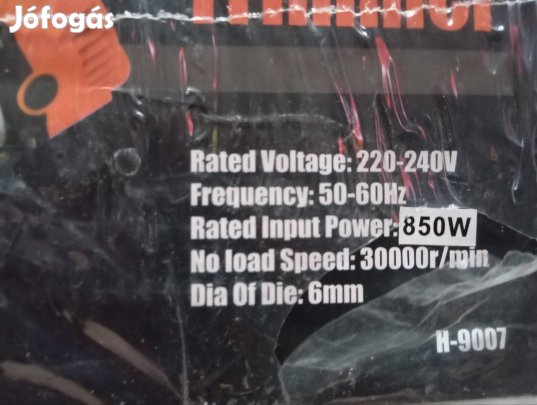 Jófogás
Trimmer
Rated Voltage: 220-240V
Frequency: 50-60Hz
Rated Input Power: 850W
No load Speed: 30000r/min
Dia Of Die: 6mm
H-9007